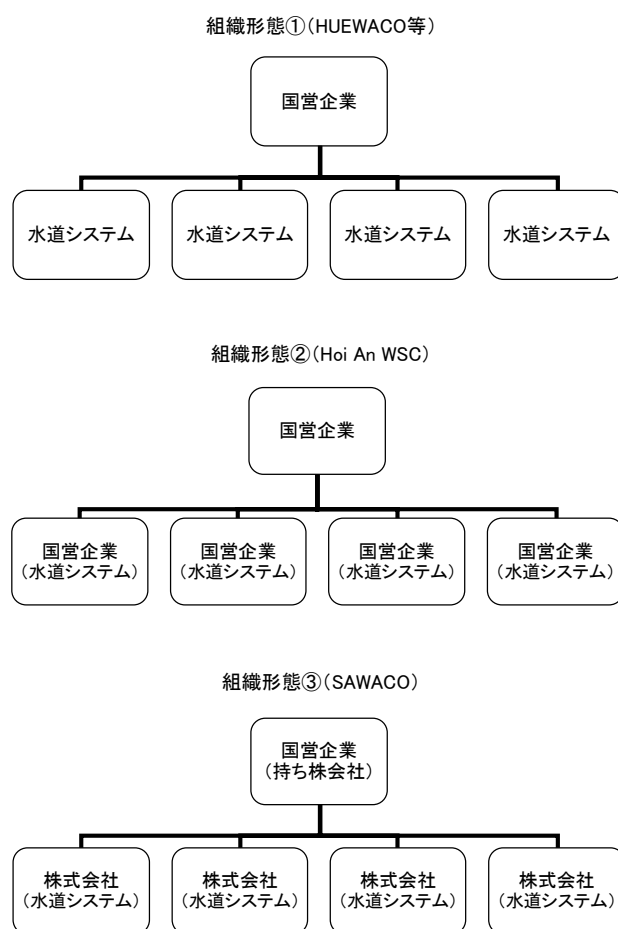 組織形態①(HUEWACO等)
国営企業
水道システム
水道システム
水道システム
水道システム
組織形態②(Hoi An WSC)
国営企業
国営企業
(水道システム)
国営企業
(水道システム)
国営企業
(水道システム)
国営企業
(水道システム)
組織形態③(SAWACO)
国営企業
(持ち株会社)
株式会社
(水道システム)
株式会社
(水道システム)
株式会社
(水道システム)
株式会社
(水道システム)